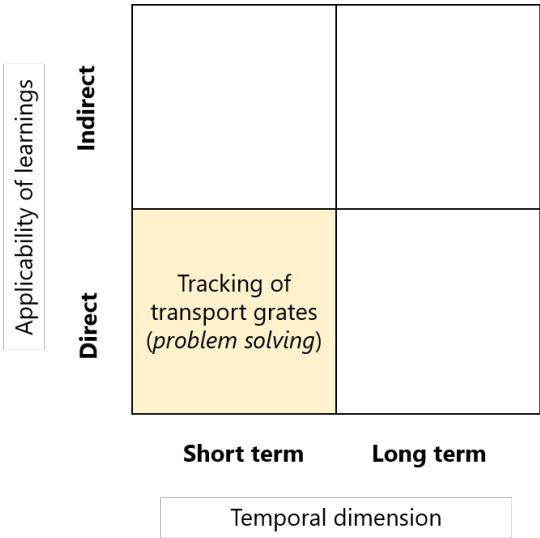 Applicability of learnings
Indirect
Direct
Tracking of
transport grates
(problem solving)
Short term
Long term
Temporal dimension